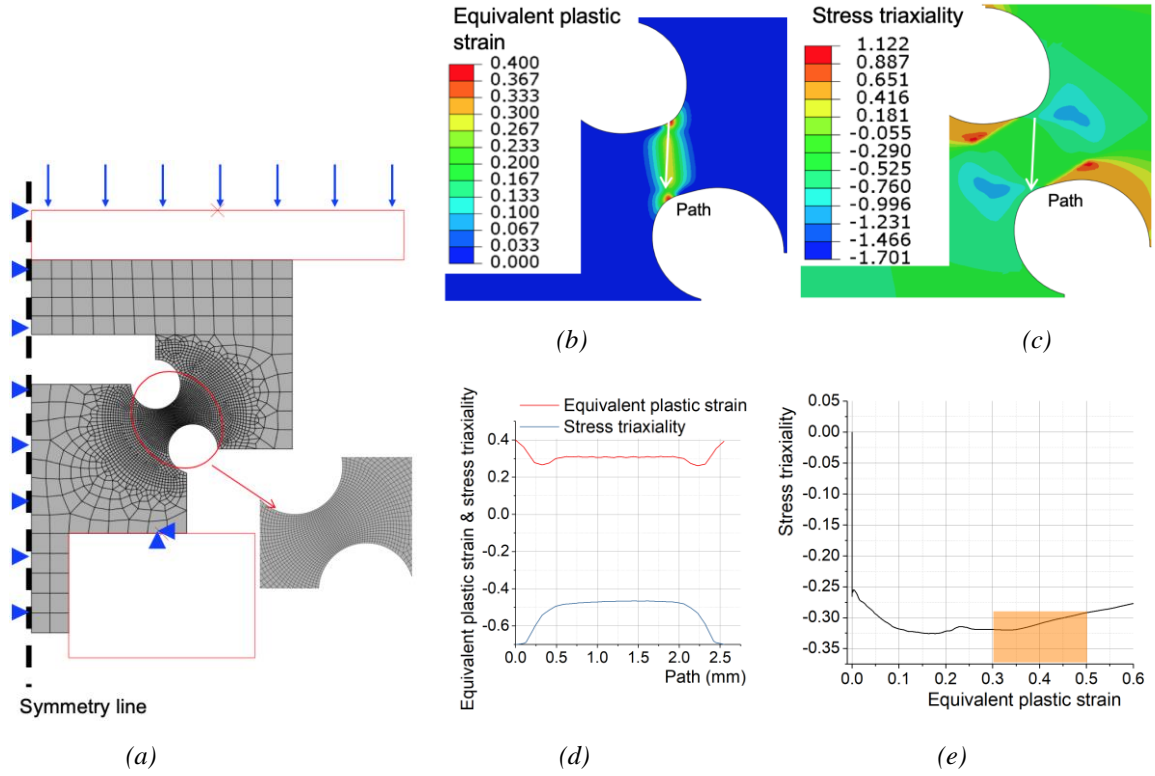 Symmetry line
(a)
Equivalent plastic
strain
0.400
0.367
0.333
0.300
0.267
0.233
0.200
0.167
0.133
0.100
0.067
0.033
0.000
Path
(b)
Stress triaxiality
1.122
0.887
0.651
0.416
0.181
-0.055
-0.290
-0.525
-0.760
-0.996
-1.231
-1.466
-1.701
Path
(c)
Equivalent plastic strain
Stress triaxiality
Equivalent plastic strain & stress triaxiality
0.4
0.2
0.0
-0.2
-0.4
-0.6
0.0 0.5 1.0 1.5 2.0 2.5
Path (mm)
(d)
Stress triaxiality
0.05
0.00
-0.05
-0.10
-0.15
-0.20
-0.25
-0.30
-0.35
0.0 0.1 0.2 0.3 0.4 0.5 0.6
Equivalent plastic strain
(e)